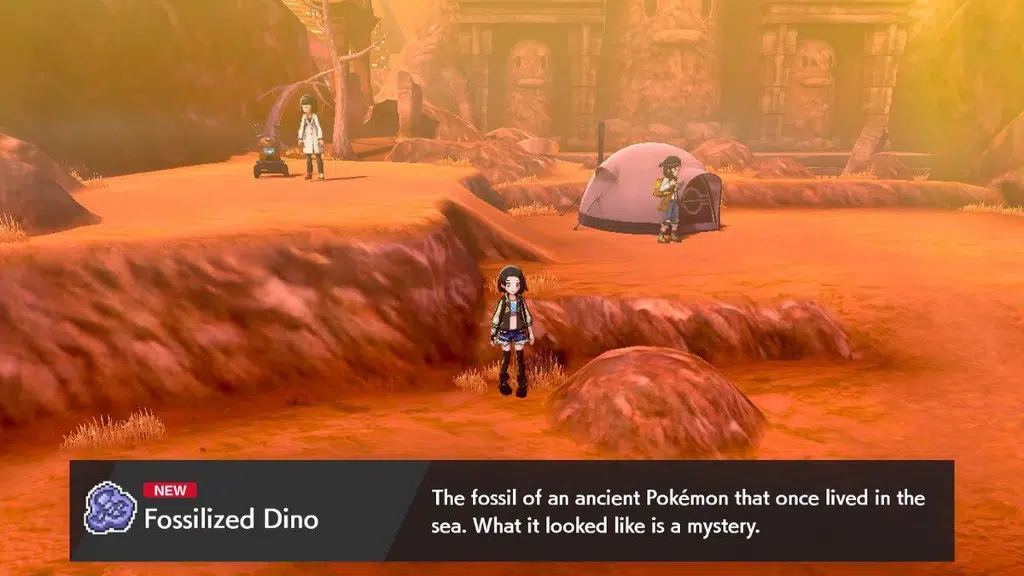 NEW
Fossilized Dino
The fossil of an ancient Pokémon that once lived in the
sea. What it looked like is a mystery.